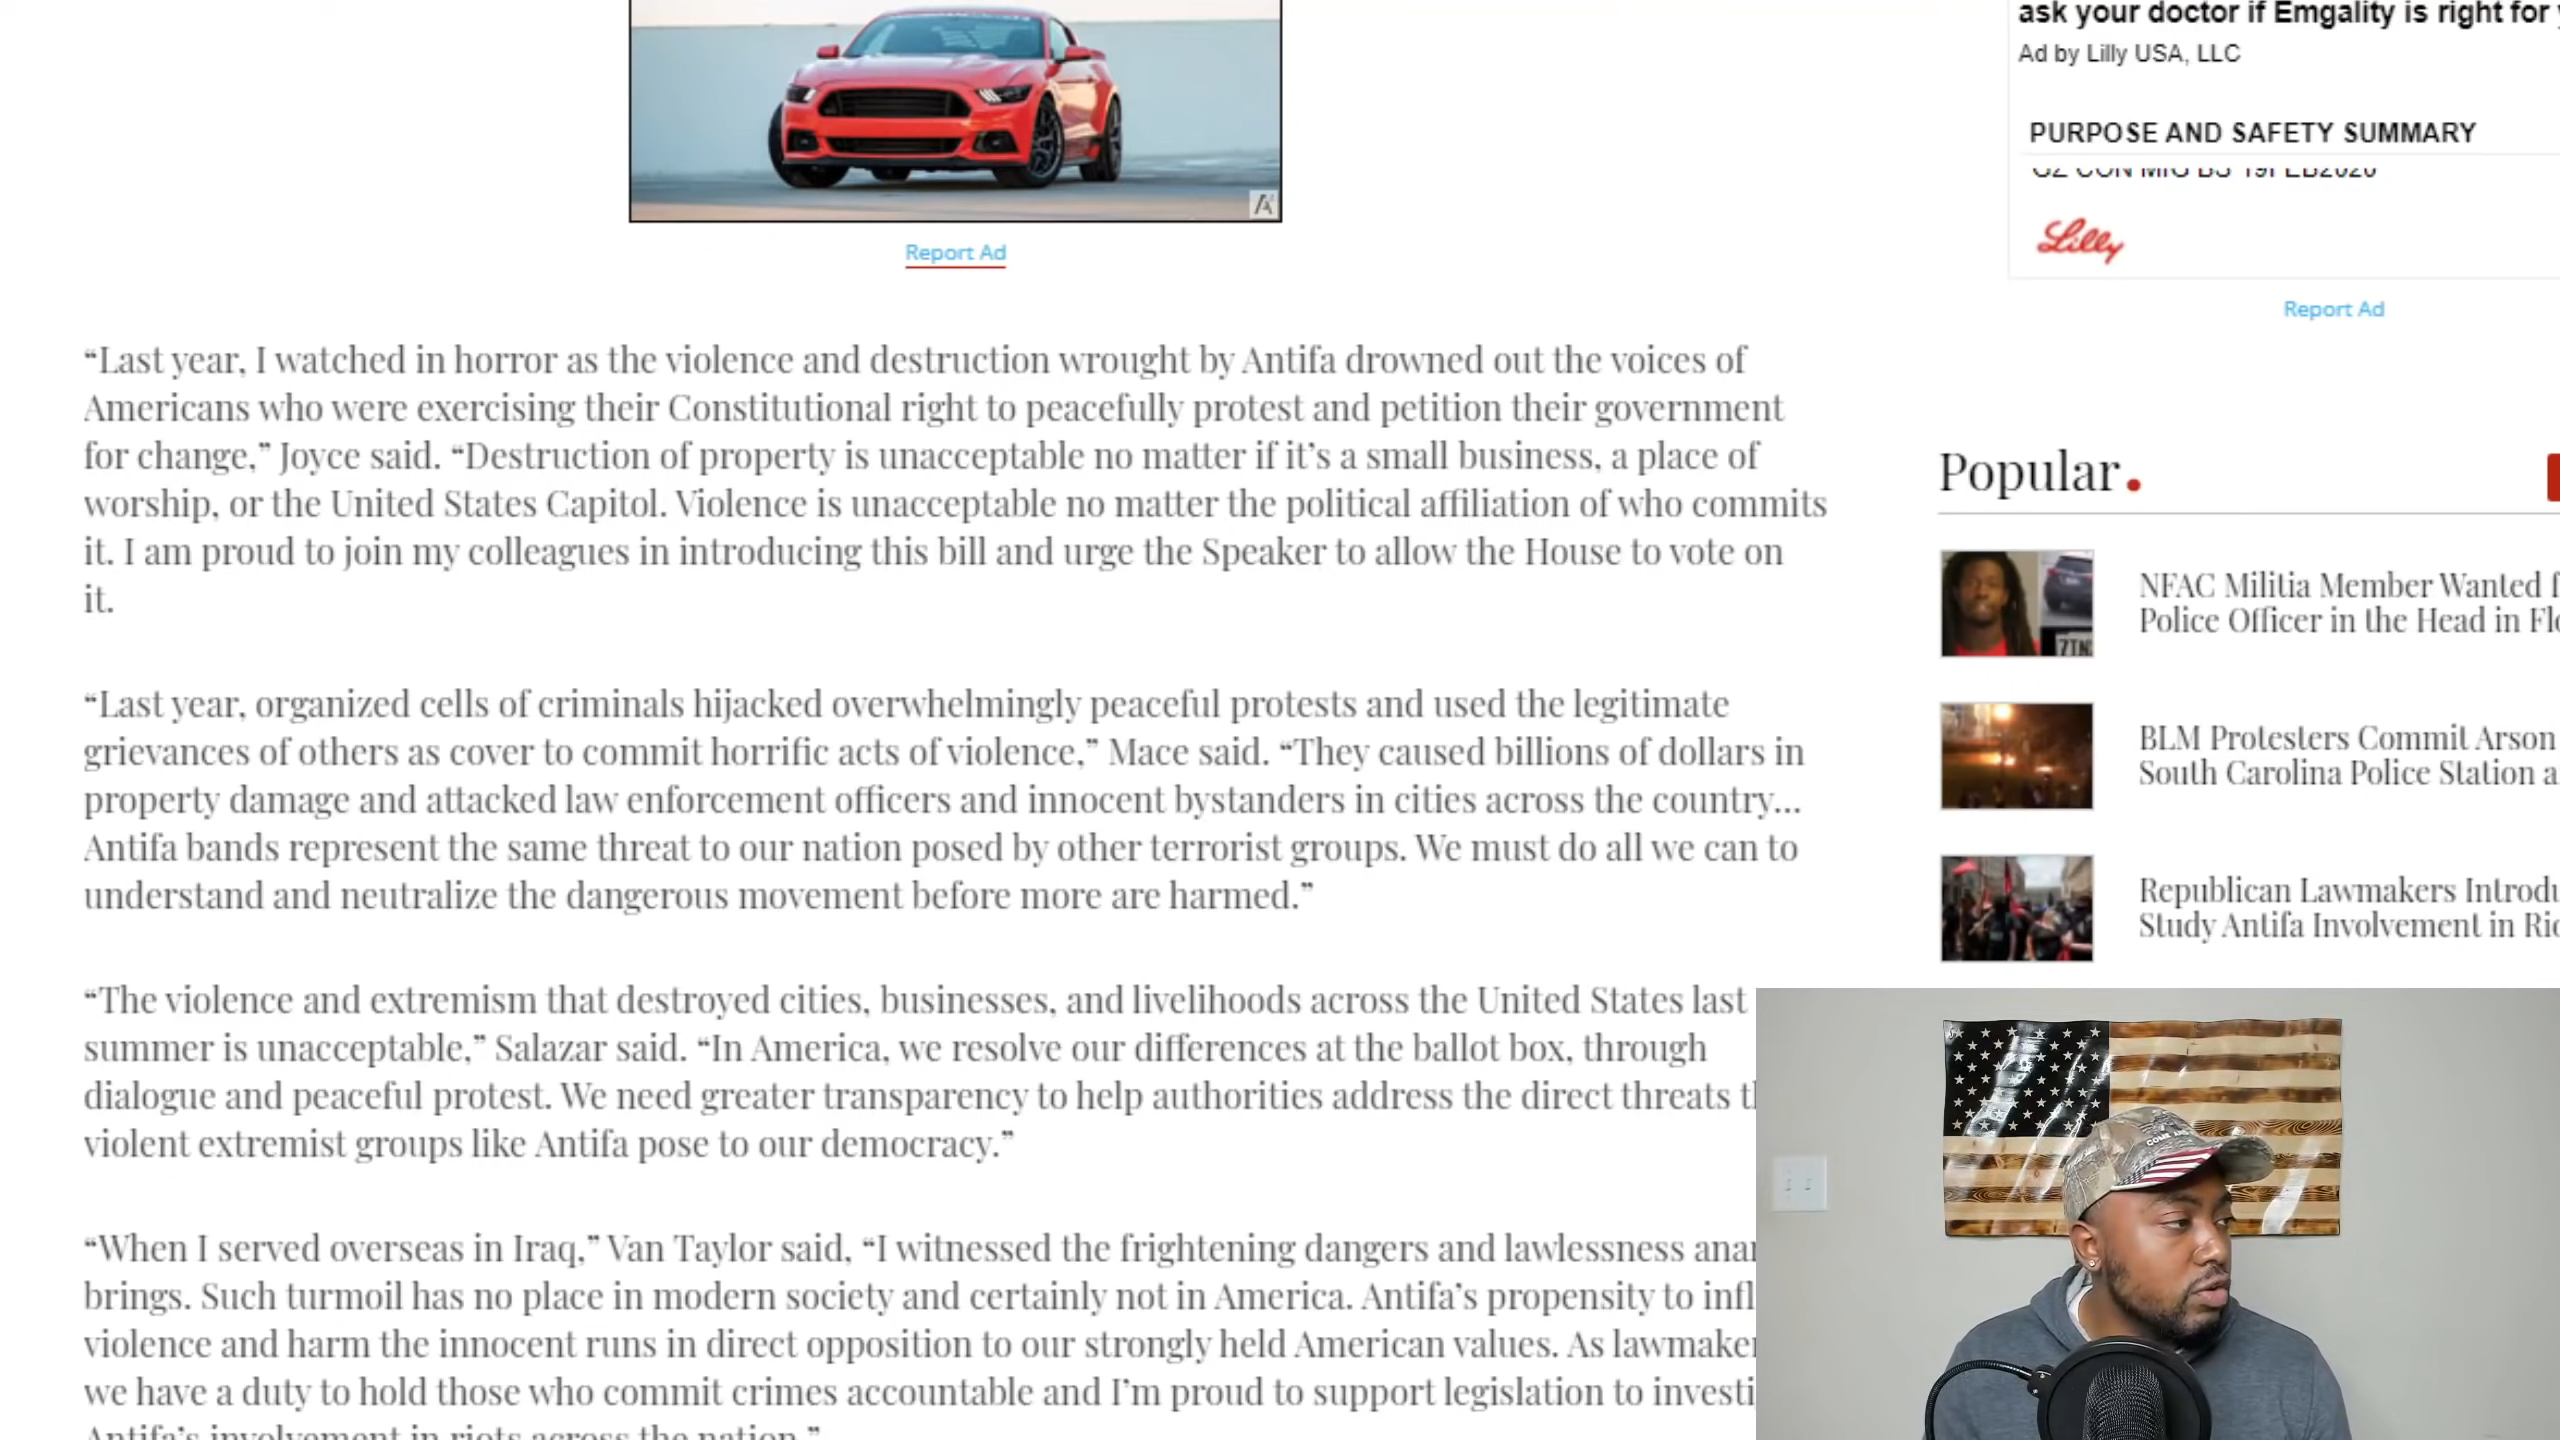 ask your doctor if Emgality is right for
Ad by Lilly USA, LLC
PURPOSE AND SAFETY SUMMARY
Lilly
Report Ad
Report Ad
“Last year, I watched in horror as the violence and destruction wrought by Antifa drowned out the voices of
Americans who were exercising their Constitutional right to peacefully protest and petition their government
for change,” Joyce said. “Destruction of property is unacceptable no matter if it’s a small business, a place of
worship, or the United States Capitol. Violence is unacceptable no matter the political affiliation of who commits
it. I am proud to join my colleagues in introducing this bill and urge the Speaker to allow the House to vote on
it.
“Last year, organized cells of criminals hijacked overwhelmingly peaceful protests and used the legitimate
grievances of others as cover to commit horrific acts of violence,” Mace said. “They caused billions of dollars in
property damage and attacked law enforcement officers and innocent bystanders in cities across the country…
Antifa bands represent the same threat to our nation posed by other terrorist groups. We must do all we can to
understand and neutralize the dangerous movement before more are harmed.”
“The violence and extremism that destroyed cities, businesses, and livelihoods across the United States last
summer is unacceptable,” Salazar said. “In America, we resolve our differences at the ballot box, through
dialogue and peaceful protest. We need greater transparency to help authorities address the direct threats
violent extremist groups like Antifa pose to our democracy.”
“When I served overseas in Iraq,” Van Taylor said, “I witnessed the frightening dangers and lawlessness
brings. Such turmoil has no place in modern society and certainly not in America. Antifa’s propensity to
violence and harm the innocent runs in direct opposition to our strongly held American values. As
we have a duty to hold those who commit crimes accountable and I’m proud to support legislation to
Antifa’s involvement in riots across the nation.”
Popular.
NFAC Militia Member Wanted
Police Officer in the Head in
BLM Protesters Commit Arson
South Carolina Police Station
Republican Lawmakers
Study Antifa Involvement in
7TN
COME